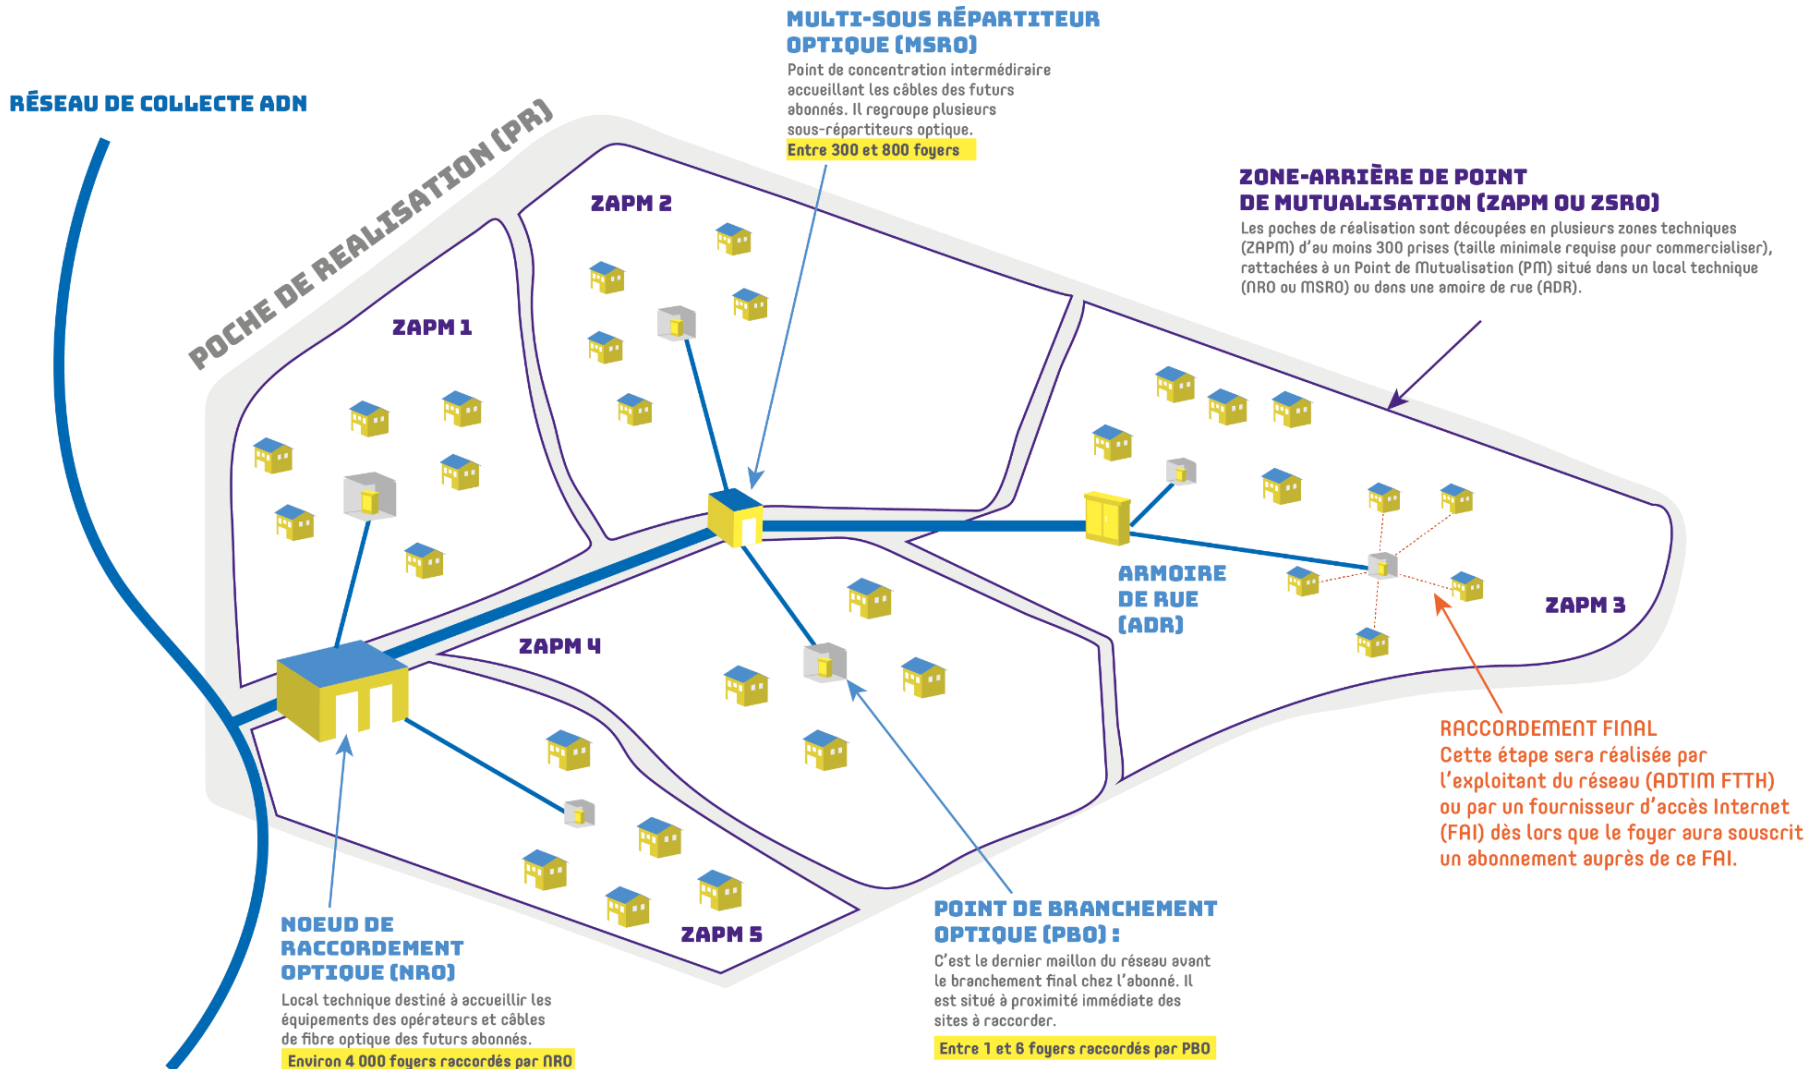 MULTI-SOUS RÉPARTITEUR
OPTIQUE (MSRO)
Point de concentration intermédiraire
accueillant les câbles des futurs
abonnés. Il regroupe plusieurs
sous-répartiteurs optique.
Entre 300 et 800 foyers
RÉSEAU DE COLLECTE ADN
POCHE DE REALISATION (PR)
ZONE-ARRIÈRE DE POINT
DE MUTUALISATION (ZAPM OU ZSRO)
Les poches de réalisation sont découpées en plusieurs zones techniques
(ZAPM) d'au moins 300 prises (taille minimale requise pour commercialiser),
rattachées à un Point de Mutualisation (PM) situé dans un local technique
(NRO ou MSRO) ou dans une amoire de rue (ADR).
ZAPM 2
ZAPM 1
ARMOIRE
DE RUE
(ADR)
ZAPM 3
ZAPM 4
RACCORDEMENT FINAL
Cette étape sera réalisée par
l'exploitant du réseau (ADTIM FTTH)
ou par un fournisseur d'accès Internet
(FAI) dès lors que le foyer aura souscrit
un abonnement auprès de ce FAI.
ZAPM 5
NOEUD DE
RACCORDEMENT
OPTIQUE (NRO)
Local technique destiné à accueillir les
équipements des opérateurs et câbles
de fibre optique des futurs abonnés.
Environ 4 000 foyers raccordés par NRO
POINT DE BRANCHEMENT
OPTIQUE (PBO) :
C'est le dernier maillon du réseau avant
le branchement final chez l'abonné. Il
est situé à proximité immédiate des
sites à raccorder.
Entre 1 et 6 foyers raccordés par PBO